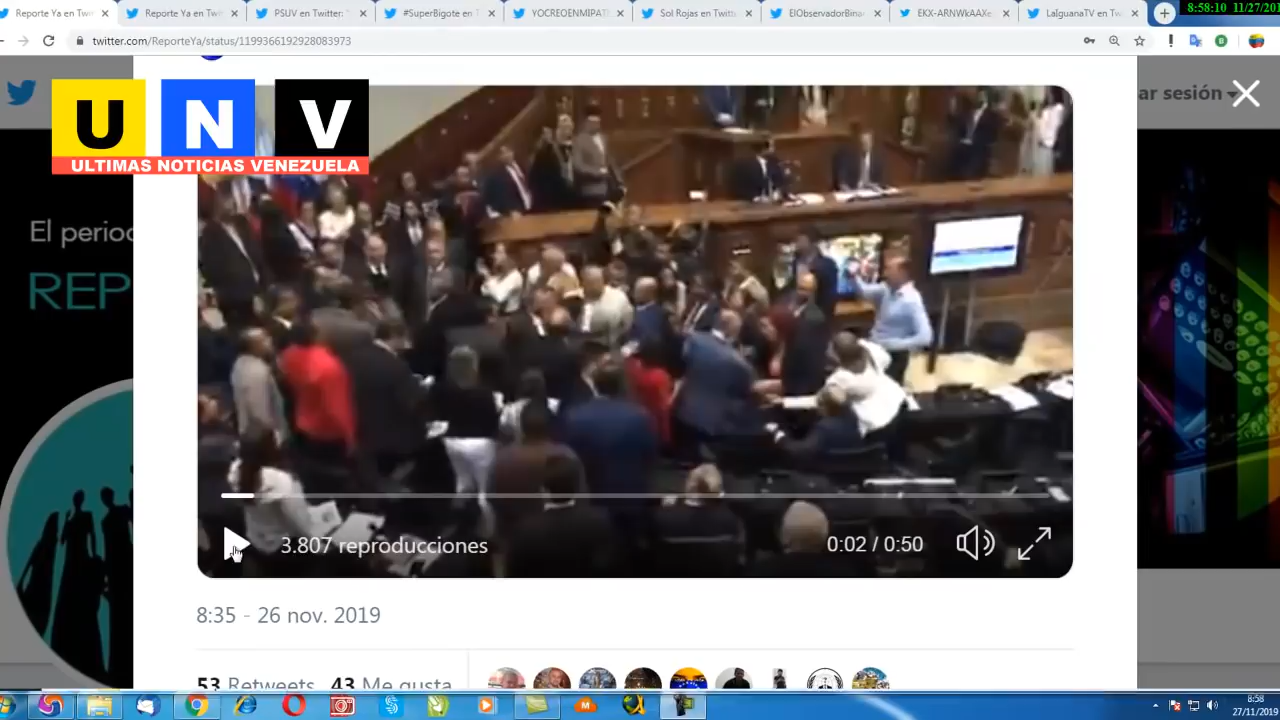 Reporte Ya en Twi
Reporte Ya en Twi
PSUV en Twitter: "
#SuperBigote en T
YOCREOENMIPAT
Sol Rojas en Twitt
ElObservadorBina
EKX-ARNWkAAXe
LaIguanaTV en Tw
8:58:10 11/27/201
twitter.com/ReporteYa/status/1199366192928083973
ar sesión
U N V
ULTIMAS NOTICIAS VENEZUELA
El period
REP
3.807 reproducciones
0:02 / 0:50
8:35 - 26 nov. 2019
53 Retweets 43 Me gusta
8:58
27/11/2019